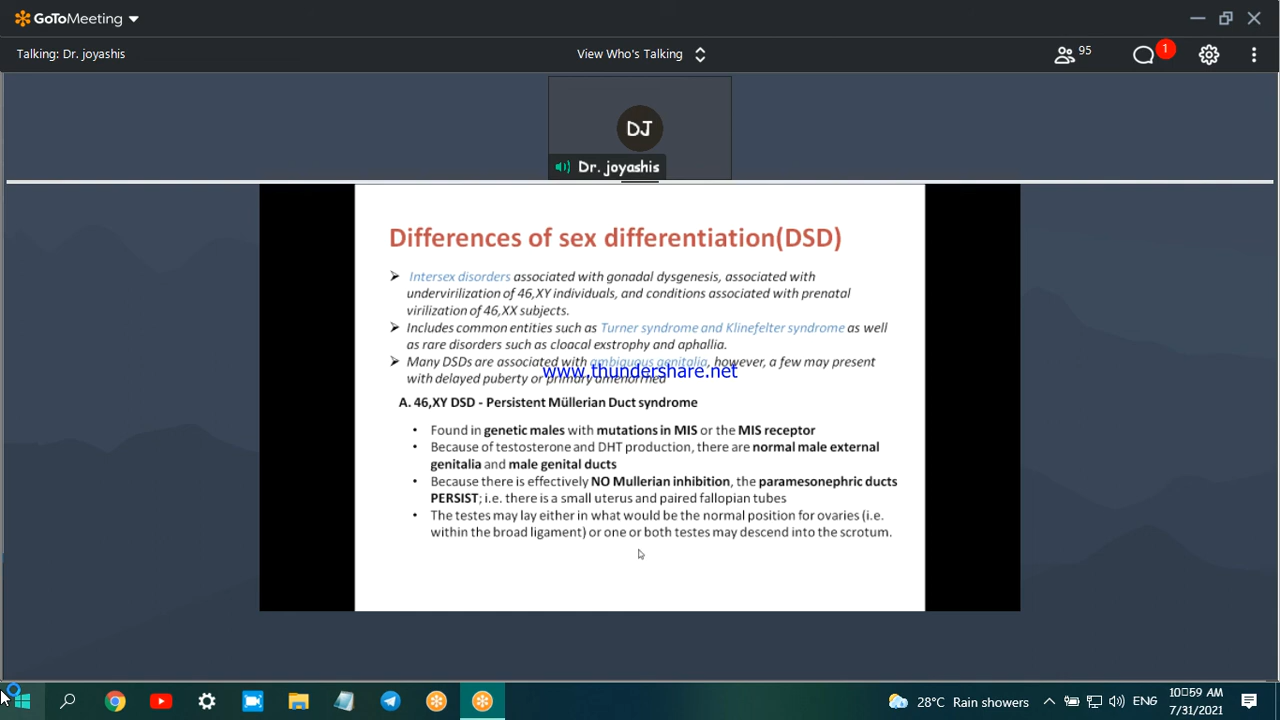 GoToMeeting
Talking: Dr. joyashis
View Who's Talking
95
1
DJ
Dr. joyashis
Differences of sex differentiation(DSD)
Intersex disorders associated with gonadal dysgenesis, associated with
undervirilization of 46,XY individuals, and conditions associated with prenatal
virilization of 46,XX subjects.
Includes common entities such as Turner syndrome and Klinefelter syndrome as well
as rare disorders such as cloacal exstrophy and aphallia.
Many DSDs are associated with ambiguous genitalia, however, a few may present
www.thundershare.net
with delayed puberty or primary amenorrhea
A. 46,XY DSD - Persistent Müllerian Duct syndrome
• Found in genetic males with mutations in MIS or the MIS receptor
• Because of testosterone and DHT production, there are normal male external
genitalia and male genital ducts
• Because there is effectively NO Mullerian inhibition, the paramesonephric ducts
PERSIST; i.e. there is a small uterus and paired fallopian tubes
• The testes may lay either in what would be the normal position for ovaries (i.e.
within the broad ligament) or one or both testes may descend into the scrotum.
28°C Rain showers
ENG
10:59 AM
7/31/2021